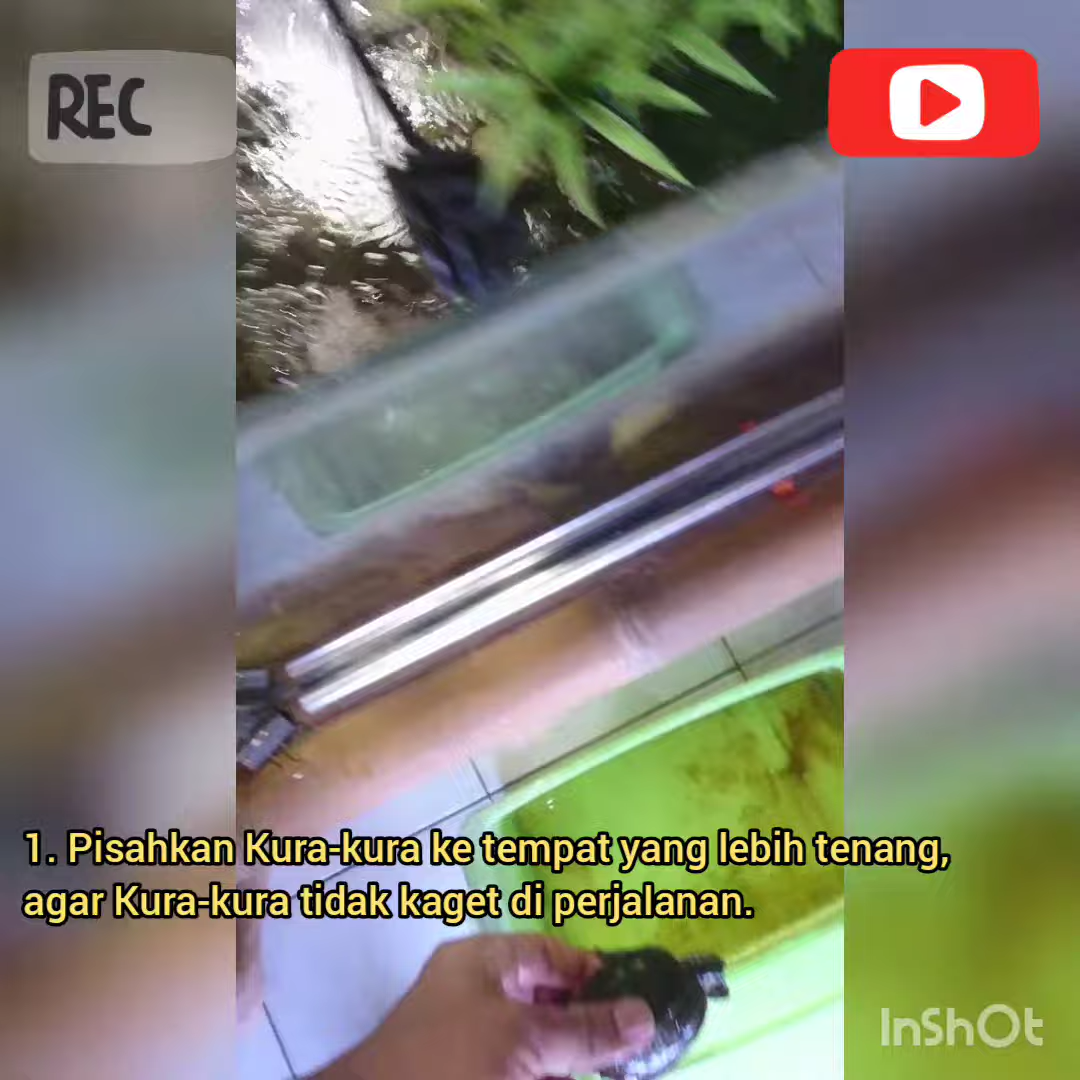 REC
1. Pisahkan Kura-kura ke tempat yang lebih tenang,
agar Kura-kura tidak kaget di perjalanan.
InShOt